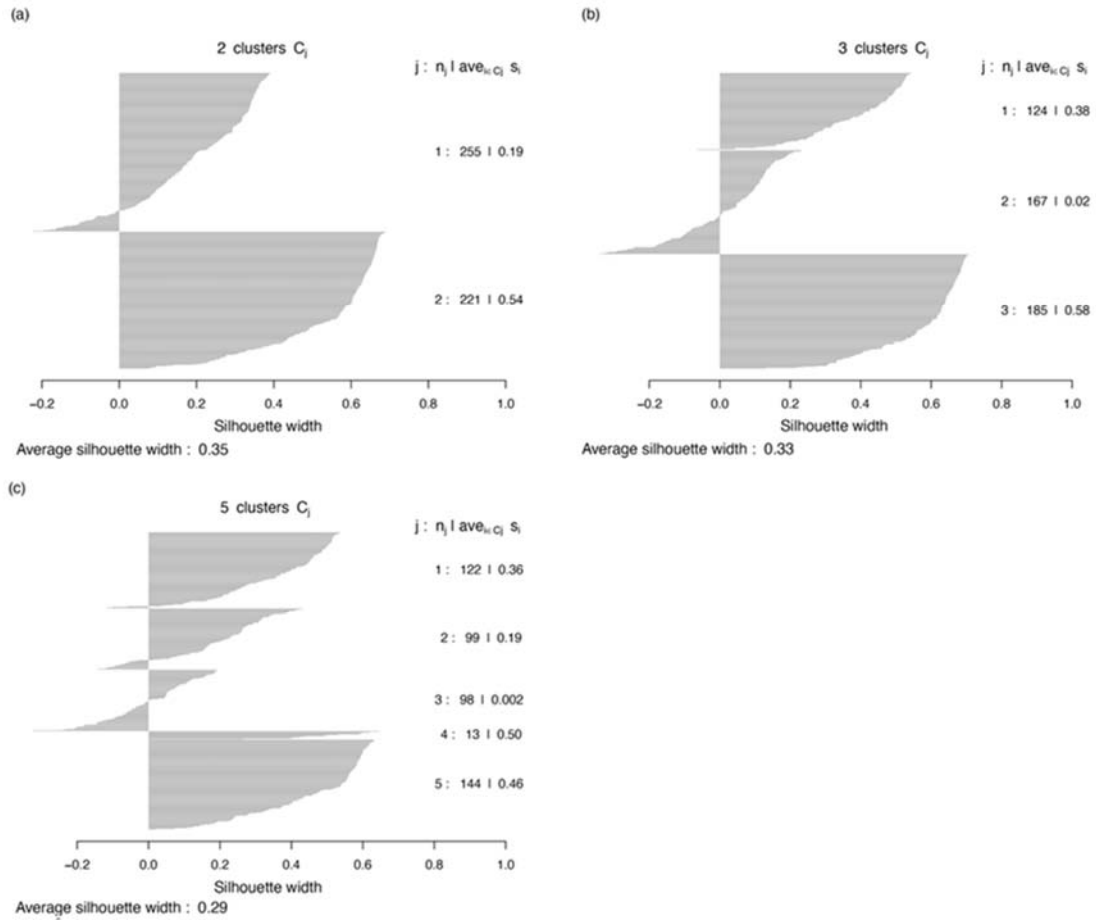 (a)
2 clusters Cj
j : nj | avei∈Cj si
1 : 255 | 0.19
2 : 221 | 0.54
−0.2 0.0 0.2 0.4 0.6 0.8 1.0
Silhouette width
Average silhouette width : 0.35
(b)
3 clusters Cj
j : nj | avei∈Cj si
1 : 124 | 0.38
2 : 167 | 0.02
3 : 185 | 0.58
−0.2 0.0 0.2 0.4 0.6 0.8 1.0
Silhouette width
Average silhouette width : 0.33
(c)
5 clusters Cj
j : nj | avei∈Cj si
1 : 122 | 0.36
2 : 99 | 0.19
3 : 98 | 0.002
4 : 13 | 0.50
5 : 144 | 0.46
−0.2 0.0 0.2 0.4 0.6 0.8 1.0
Silhouette width
Average silhouette width : 0.29